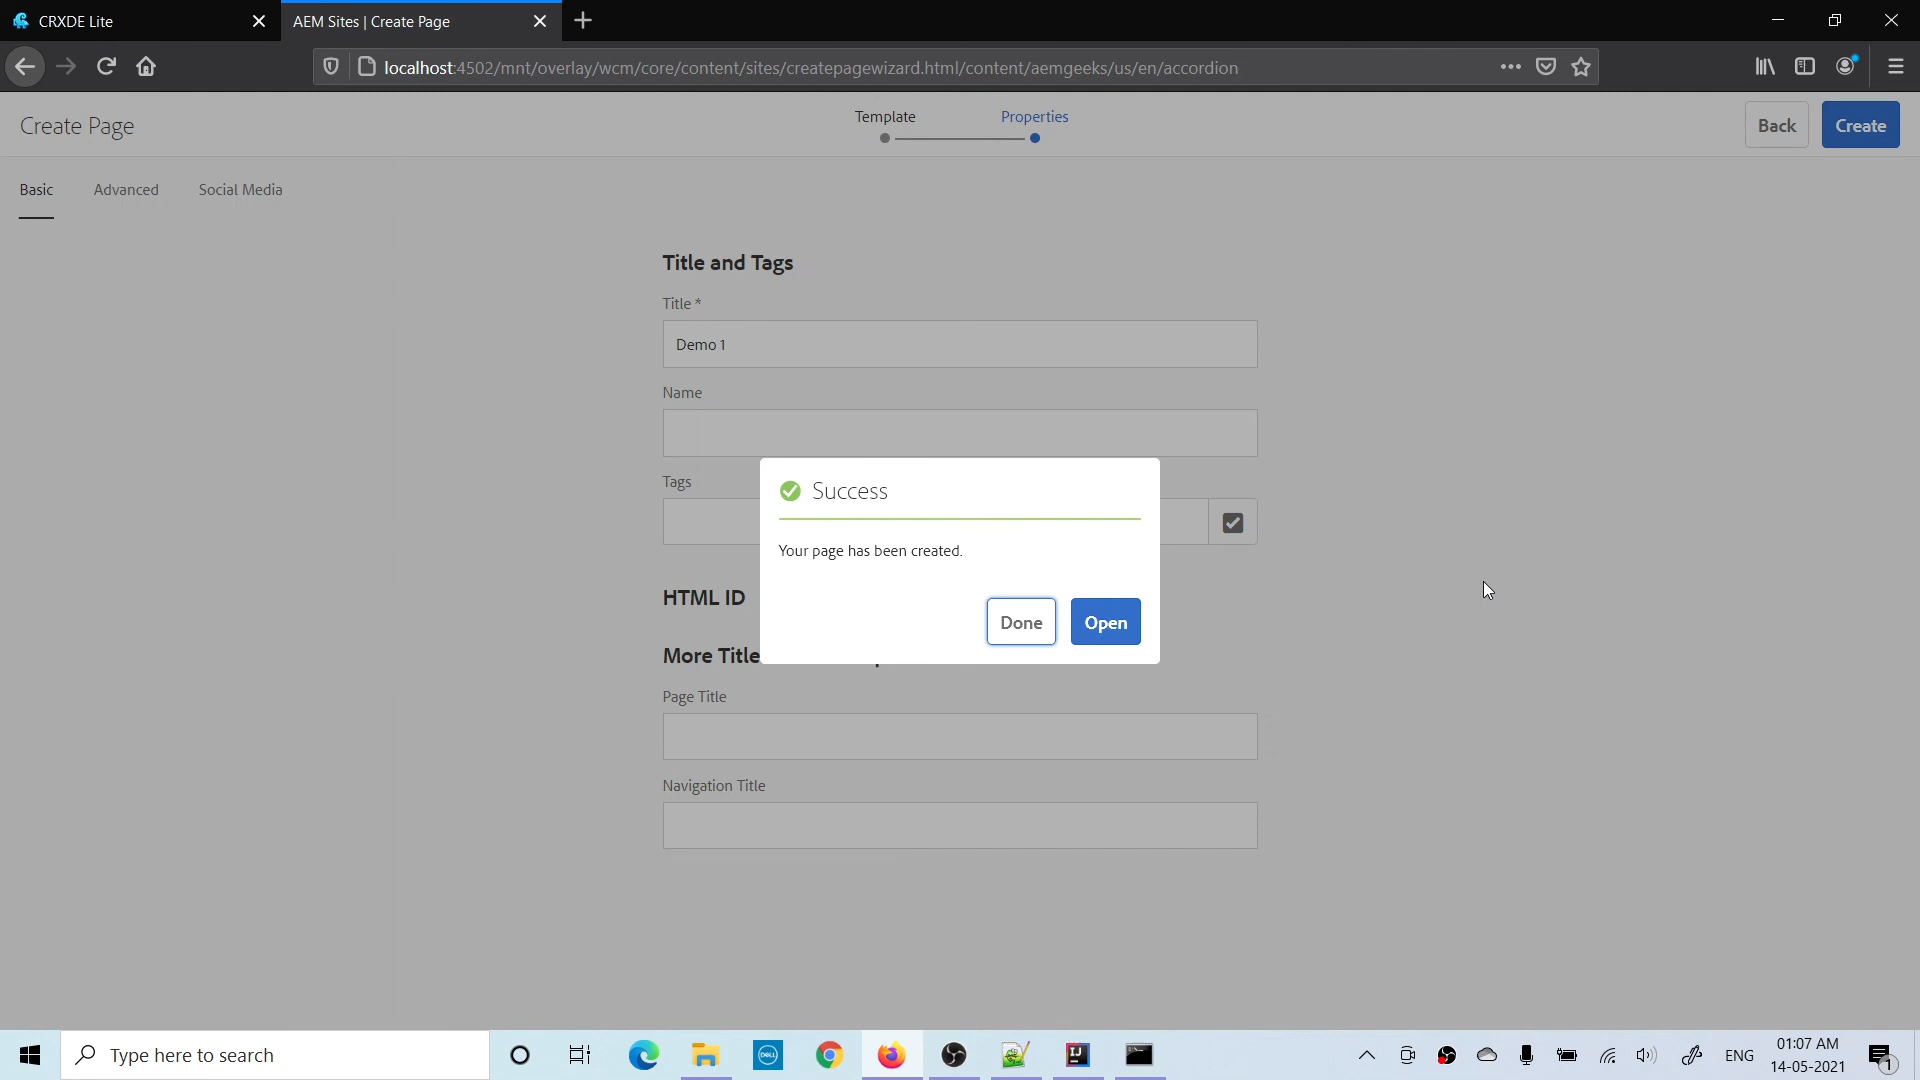 CRXDE Lite
AEM Sites | Create Page
localhost:4502/mnt/overlay/wcm/core/content/sites/createpagewizard.html/content/aemgeeks/us/en/accordion
Create Page
Template
Properties
Back
Create
Basic
Advanced
Social Media
Title and Tags
Title *
Demo 1
Name
Tags
Success
Your page has been created.
HTML ID
Done
Open
More Title
Page Title
Navigation Title
Type here to search
DELL
IJ
ENG
01:07 AM
14-05-2021
1